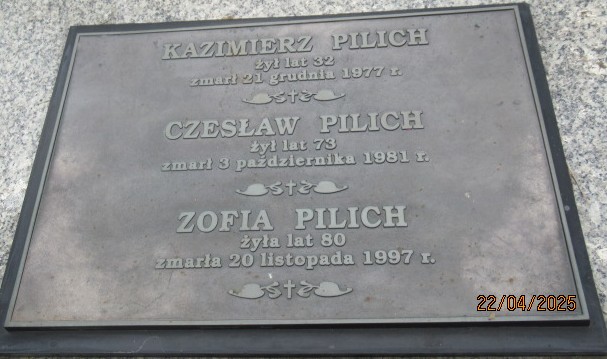 KAZIMIERZ PILICH
żył lat 32
zmarł 21 grudnia 1977 r.
S†P
CZESŁAW PILICH
żył lat 73
zmarł 3 października 1981 r.
S†P
ZOFIA PILICH
żyła lat 80
zmarła 20 listopada 1997 r.
S†P
22/04/2025